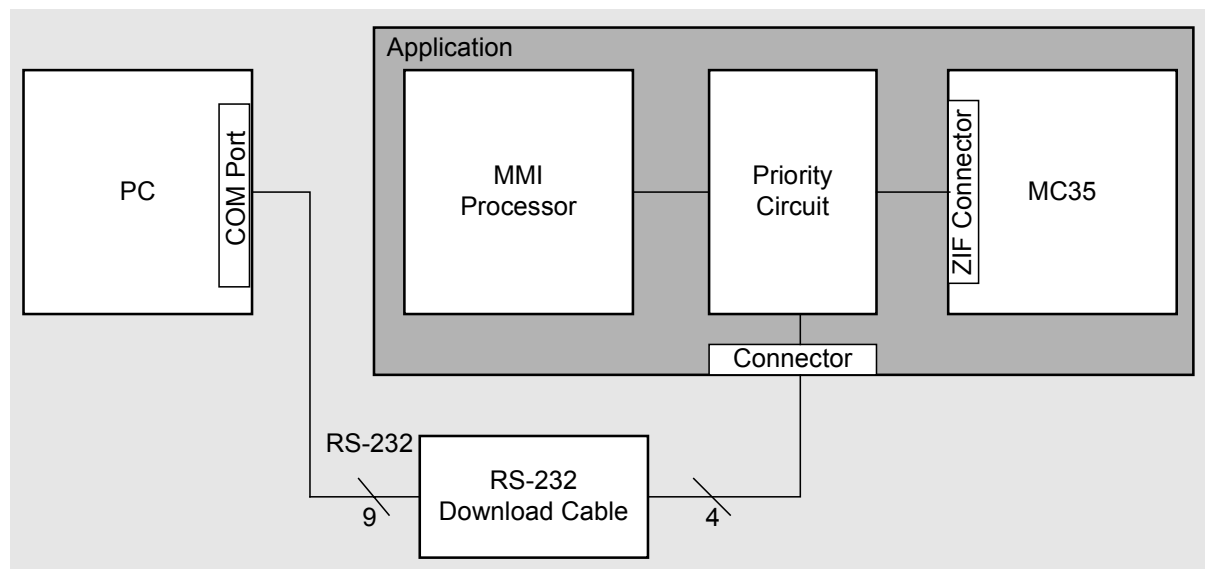 Application
PC
COM Port
MMI
Processor
Priority
Circuit
ZIF Connector
MC35
Connector
RS-232
9
RS-232
Download Cable
4